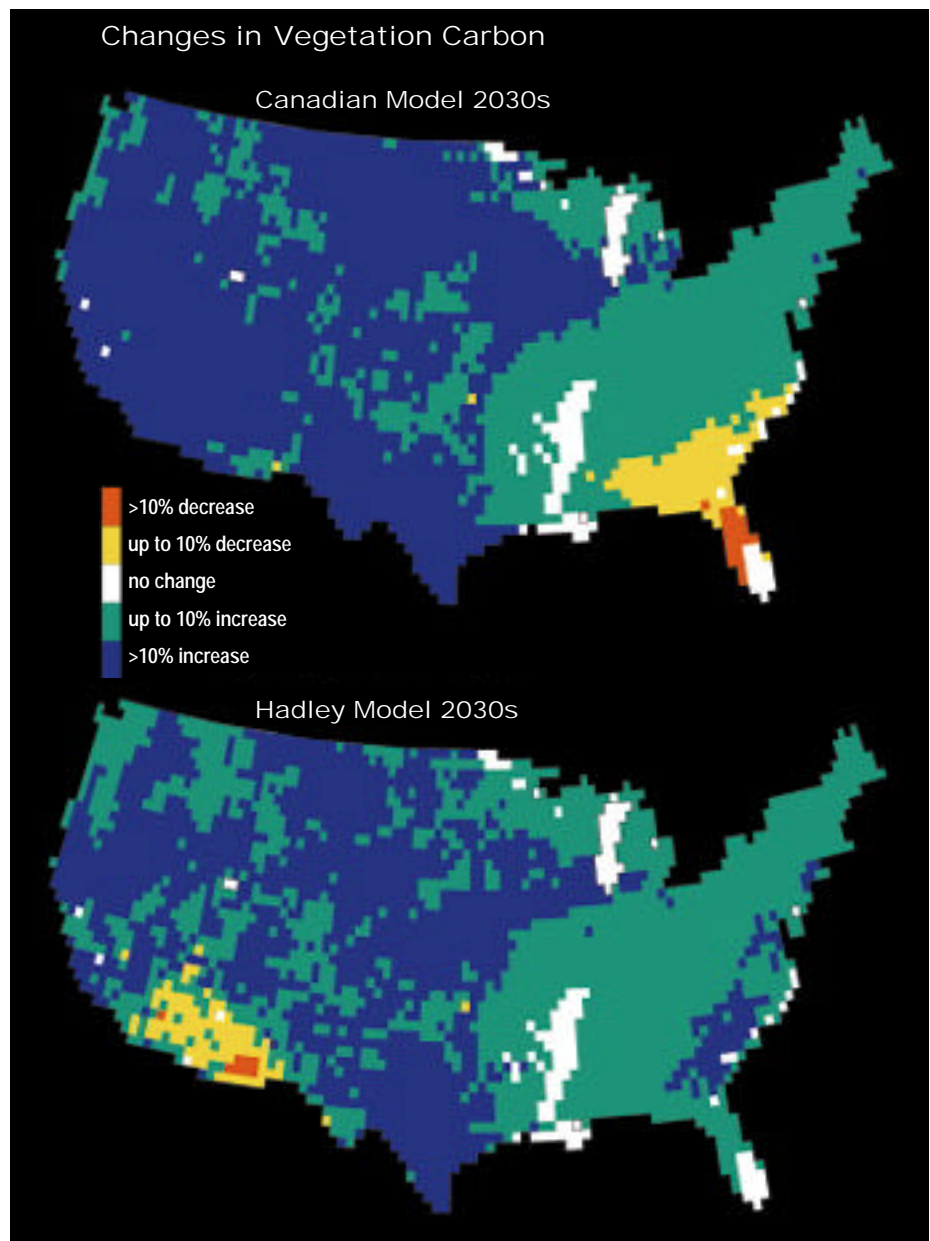 Changes in Vegetation Carbon
Canadian Model 2030s
>10% decrease
up to 10% decrease
no change
up to 10% increase
>10% increase
Hadley Model 2030s